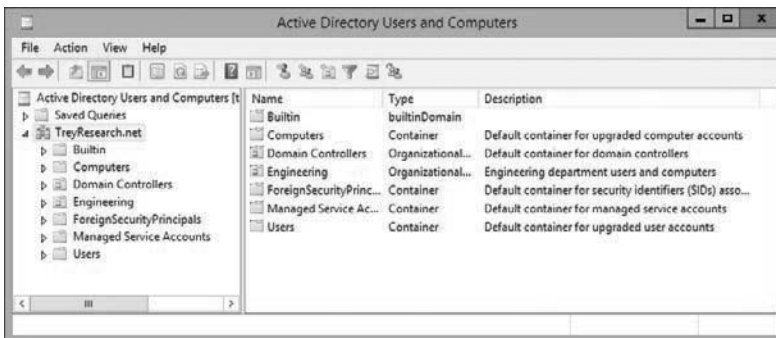 Active Directory Users and Computers
File Action View Help
Active Directory Users and Computers [t
Saved Queries
TreyResearch.net
Builtin
Computers
Domain Controllers
Engineering
ForeignSecurityPrincipals
Managed Service Accounts
Users
Name Type Description
Builtin builtinDomain
Computers Container Default container for upgraded computer accounts
Domain Controllers Organizational... Default container for domain controllers
Engineering Organizational... Engineering department users and computers
ForeignSecurityPrinc... Container Default container for security identifiers (SIDs) asso...
Managed Service Ac... Container Default container for managed service accounts
Users Container Default container for upgraded user accounts